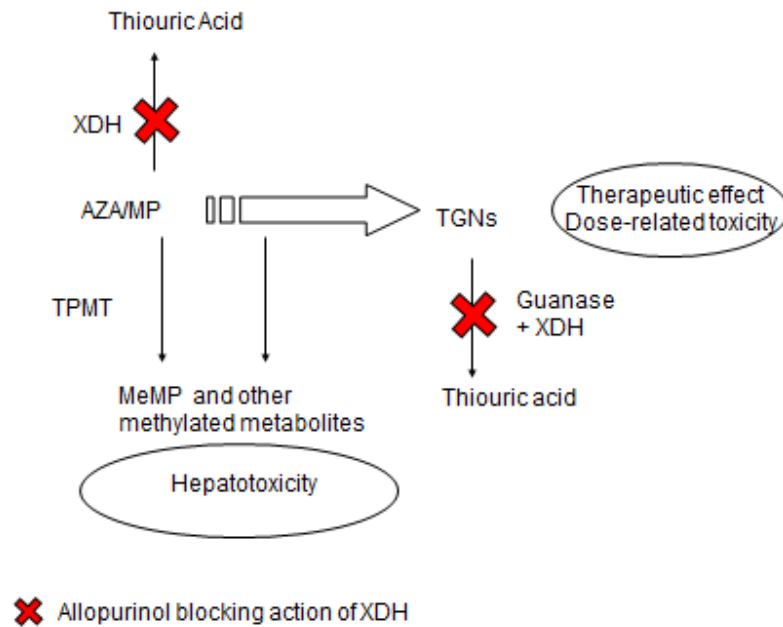 Thiouric Acid
XDH
AZA/MP
TGNs
Therapeutic effect
Dose-related toxicity
TPMT
Guanase
+ XDH
MeMP and other
methylated metabolites
Thiouric acid
Hepatotoxicity
Allopurinol blocking action of XDH